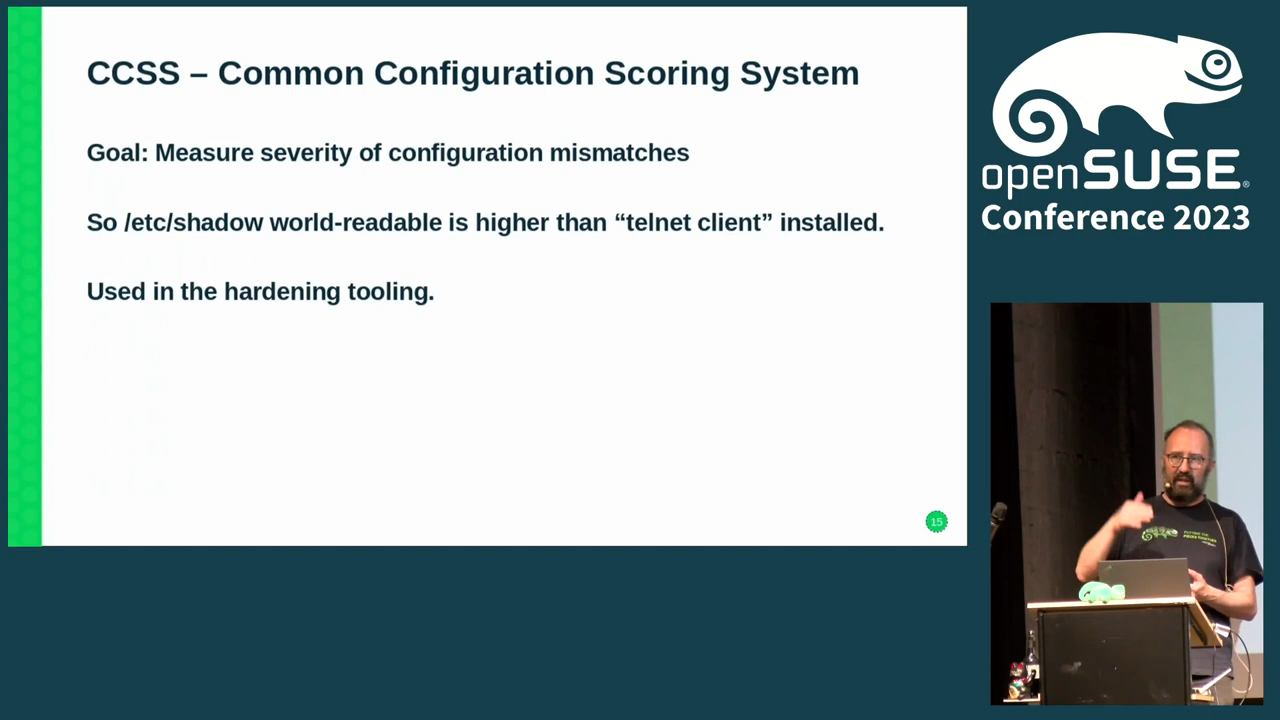 CCSS – Common Configuration Scoring System
Goal: Measure severity of configuration mismatches
So /etc/shadow world-readable is higher than “telnet client” installed.
Used in the hardening tooling.
15
openSUSE®
Conference 2023